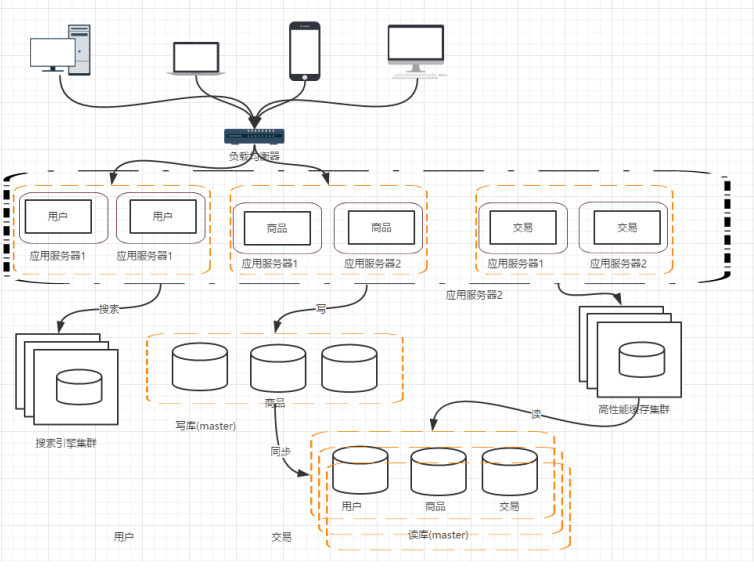 负载均衡器
用户
用户
商品
商品
交易
交易
应用服务器1
应用服务器1
应用服务器1
应用服务器2
应用服务器1
应用服务器2
应用服务器2
搜索
写
商品
写库(master)
搜索引擎集群
高性能缓存集群
读
同步
用户
商品
交易
读库(master)
用户
交易